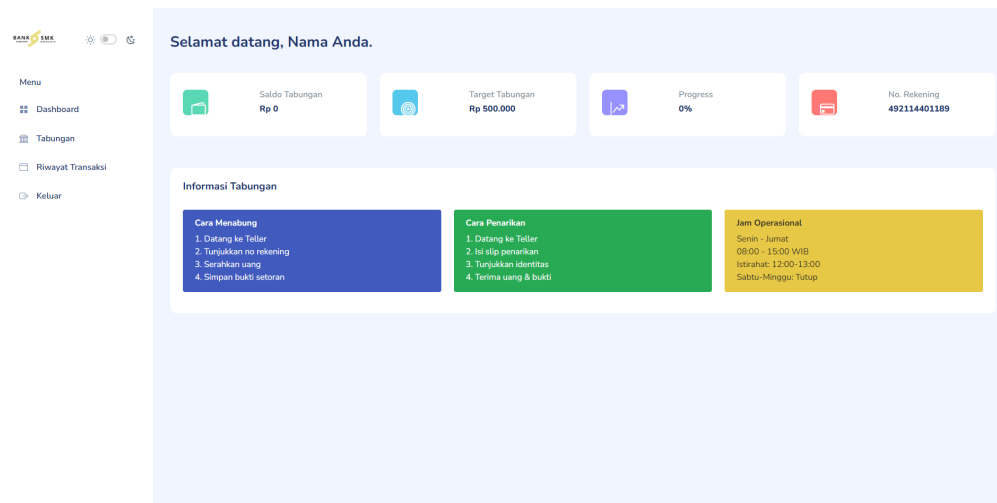 BANK SMK
Selamat datang, Nama Anda.
Menu
Dashboard
Tabungan
Riwayat Transaksi
Keluar
Saldo Tabungan
Rp 0
Target Tabungan
Rp 500.000
Progress
0%
No. Rekening
492114401189
Informasi Tabungan
Cara Menabung
1. Datang ke Teller
2. Tunjukkan no rekening
3. Serahkan uang
4. Simpan bukti setoran
Cara Penarikan
1. Datang ke Teller
2. Isi slip penarikan
3. Tunjukkan identitas
4. Terima uang & bukti
Jam Operasional
Senin - Jumat
08:00 - 15:00 WIB
Istirahat: 12:00-13:00
Sabtu-Minggu: Tutup